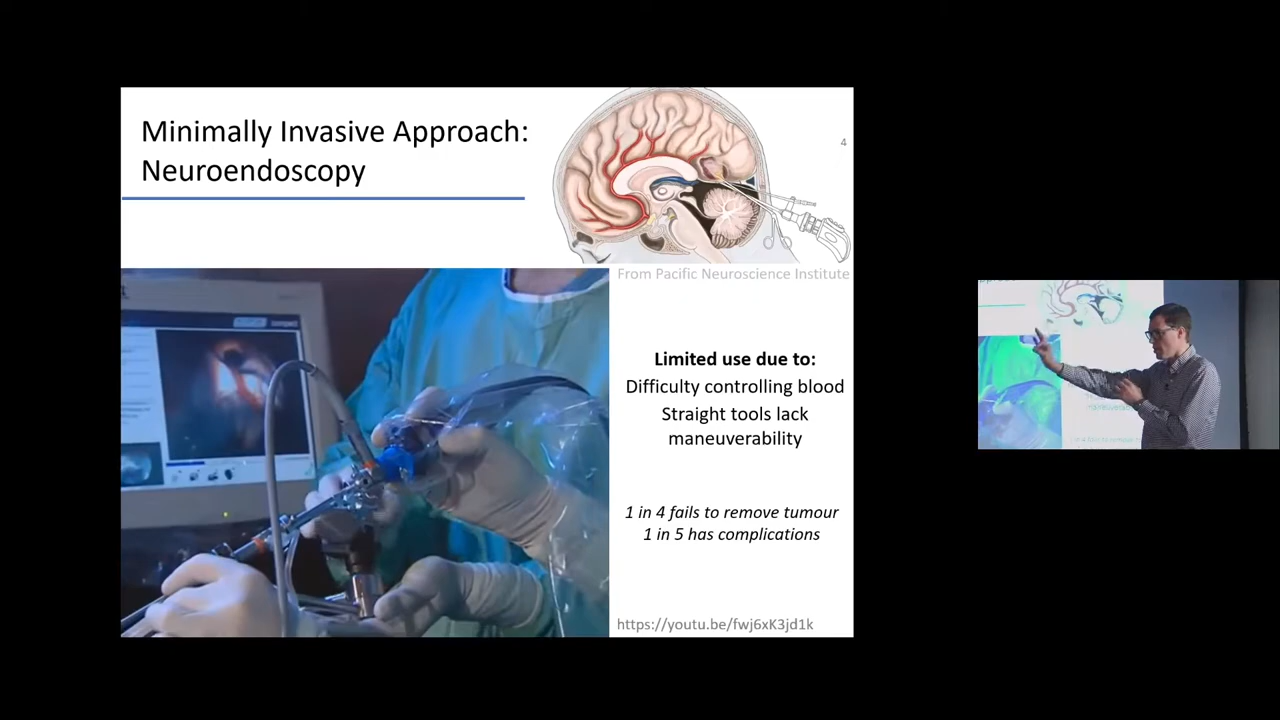 Minimally Invasive Approach:
Neuroendoscopy
4
From Pacific Neuroscience Institute
Limited use due to:
Difficulty controlling blood
Straight tools lack
maneuverability
1 in 4 fails to remove tumour
1 in 5 has complications
https://youtu.be/fwj6xK3jd1k